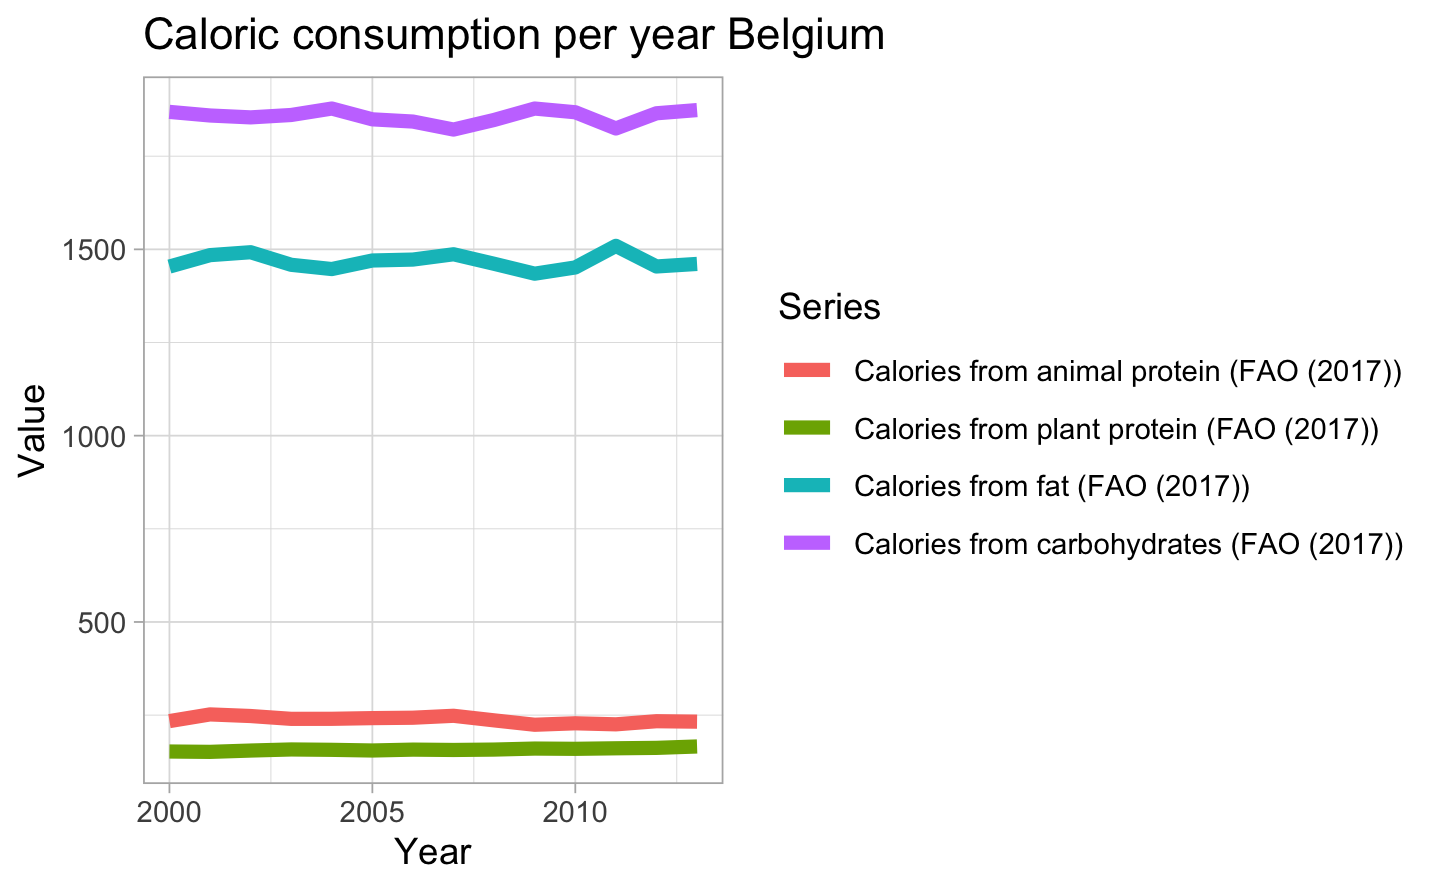 Caloric consumption per year Belgium
1500
1000
500
Value
2000 2005 2010
Year
Series
Calories from animal protein (FAO (2017))
Calories from plant protein (FAO (2017))
Calories from fat (FAO (2017))
Calories from carbohydrates (FAO (2017))